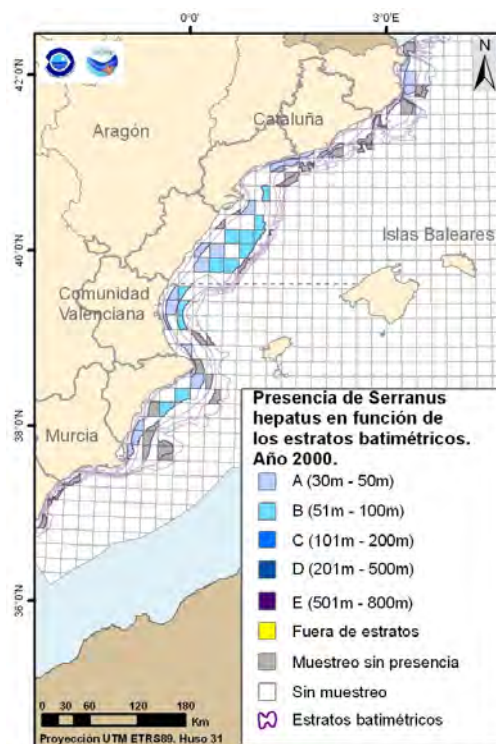 0°0'
3°0'E
42°0'N
N
Cataluña
Aragón
40°0'N
Islas Baleares
Comunidad
Valenciana
Presencia de Serranus
hepatus en función de
los estratos batimétricos.
Año 2000.
38°0'N
Murcia
A (30m - 50m)
B (51m - 100m)
C (101m - 200m)
D (201m - 500m)
E (501m - 800m)
36°0'N
Fuera de estratos
Muestreo sin presencia
Sin muestreo
Estratos batimétricos
0 30 60 120 180
Km
Proyección UTM ETRS89. Huso 31